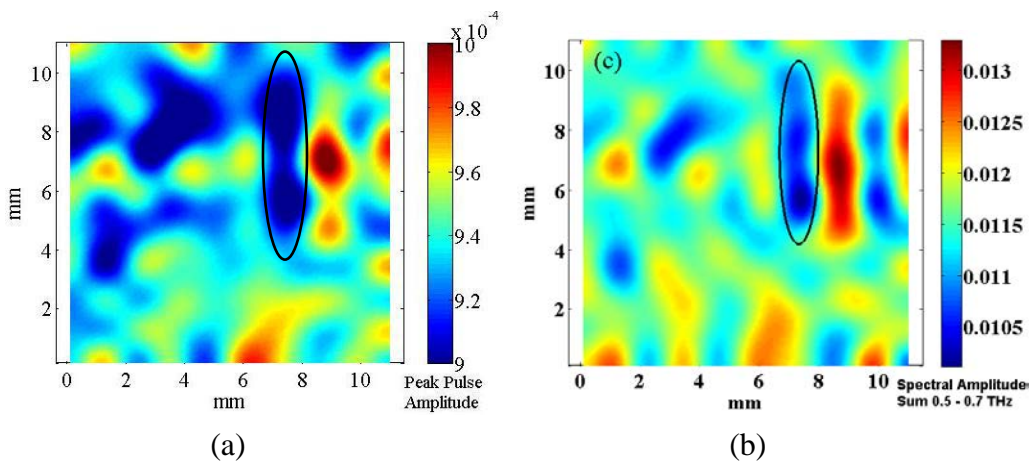 x 10
-4
10
9.8
9.6
9.4
9.2
9
10
8
6
4
2
mm
0 2 4 6 8 10
mm
Peak Pulse
Amplitude
(a)
(c)
10
8
6
4
2
mm
0 2 4 6 8 10
mm
0.013
0.0125
0.012
0.0115
0.011
0.0105
Spectral Amplitude
Sum 0.5 - 0.7 THz
(b)